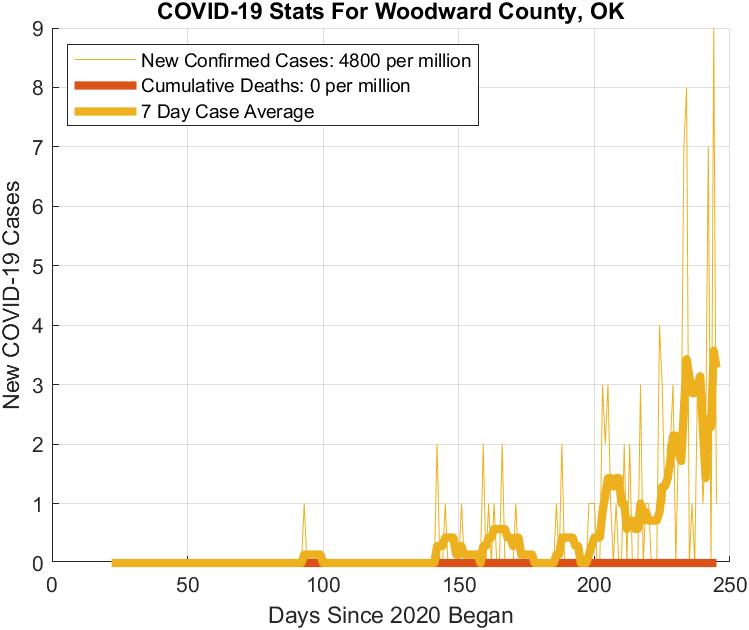 COVID-19 Stats For Woodward County, OK
New Confirmed Cases: 4800 per million
Cumulative Deaths: 0 per million
7 Day Case Average
New COVID-19 Cases
9
8
7
6
5
4
3
2
1
0
0 50 100 150 200 250
Days Since 2020 Began